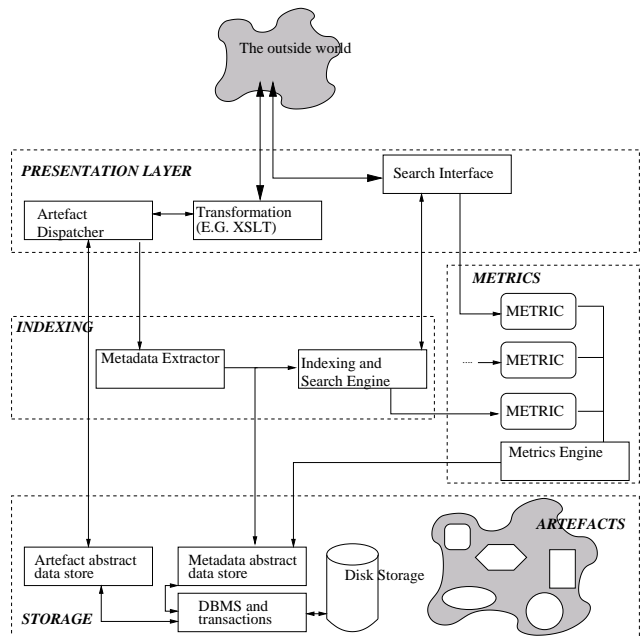 The outside world
PRESENTATION LAYER
Search Interface
Artefact
Dispatcher
Transformation
(E.G. XSLT)
METRICS
METRIC
INDEXING
Metadata Extractor
Indexing and
Search Engine
.... METRIC
METRIC
Metrics Engine
ARTEFACTS
Artefact abstract
data store
Metadata abstract
data store
Disk Storage
DBMS and
transactions
STORAGE